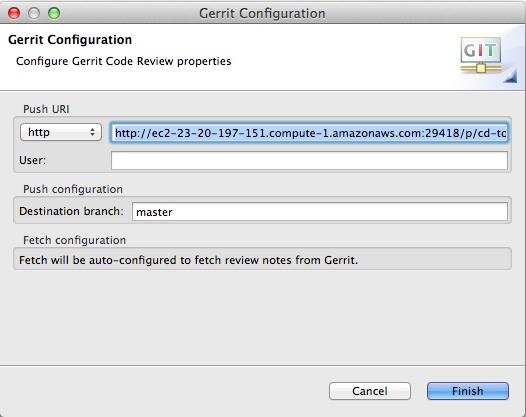 Gerrit Configuration
Gerrit Configuration
Configure Gerrit Code Review properties
GIT
Push URI
http http://ec2-23-20-197-151.compute-1.amazonaws.com:29418/p/cd-tc
User:
Push configuration
Destination branch: master
Fetch configuration
Fetch will be auto-configured to fetch review notes from Gerrit.
Cancel Finish